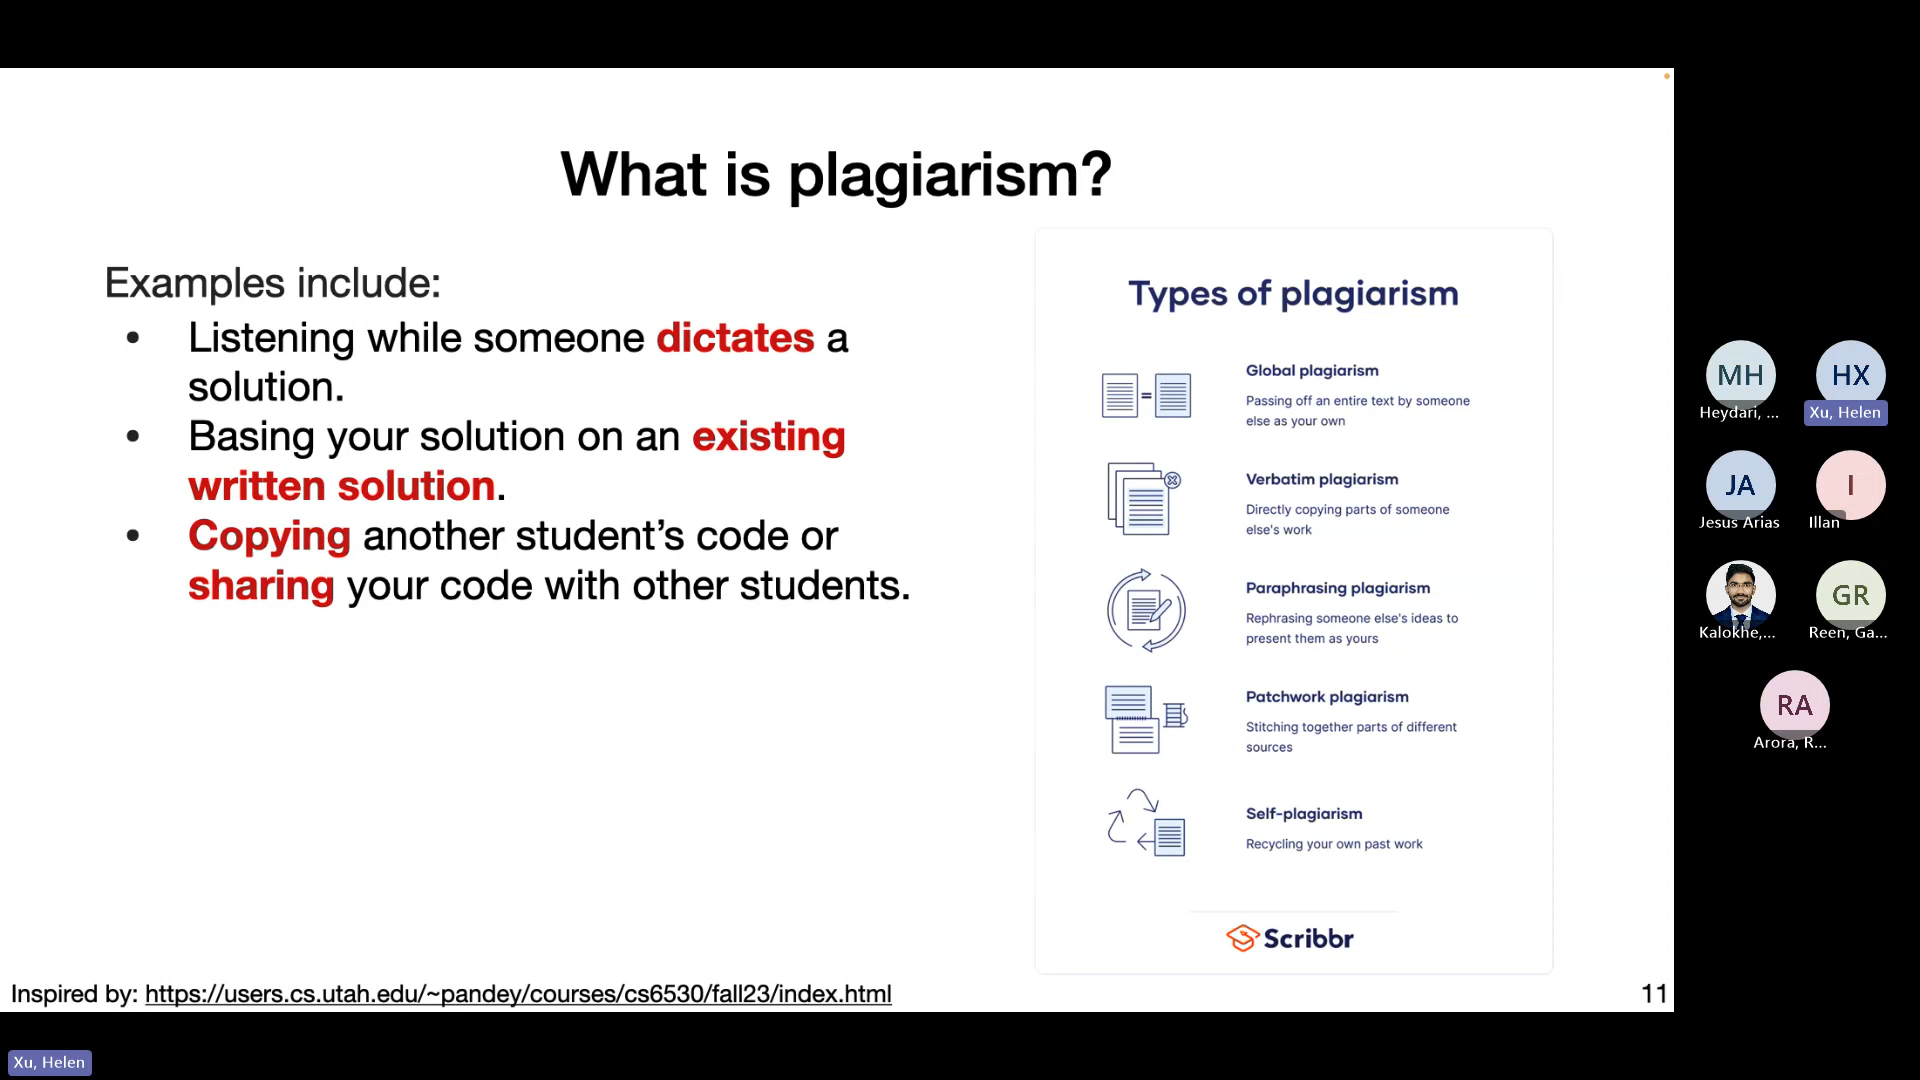 What is plagiarism?
Examples include:
• Listening while someone dictates a
solution.
• Basing your solution on an existing
written solution.
• Copying another student’s code or
sharing your code with other students.
Types of plagiarism
Global plagiarism
Passing off an entire text by someone
else as your own
Verbatim plagiarism
Directly copying parts of someone
else's work
Paraphrasing plagiarism
Rephrasing someone else's ideas to
present them as yours
Patchwork plagiarism
Stitching together parts of different
sources
Self-plagiarism
Recycling your own past work
Scribbr
Inspired by: https://users.cs.utah.edu/~pandey/courses/cs6530/fall23/index.html
11
MH
Heydari, ...
HX
Xu, Helen
JA
Jesus Arias
I
Illan
Kalokhe,...
GR
Reen, Ga...
RA
Arora, R...
Xu, Helen